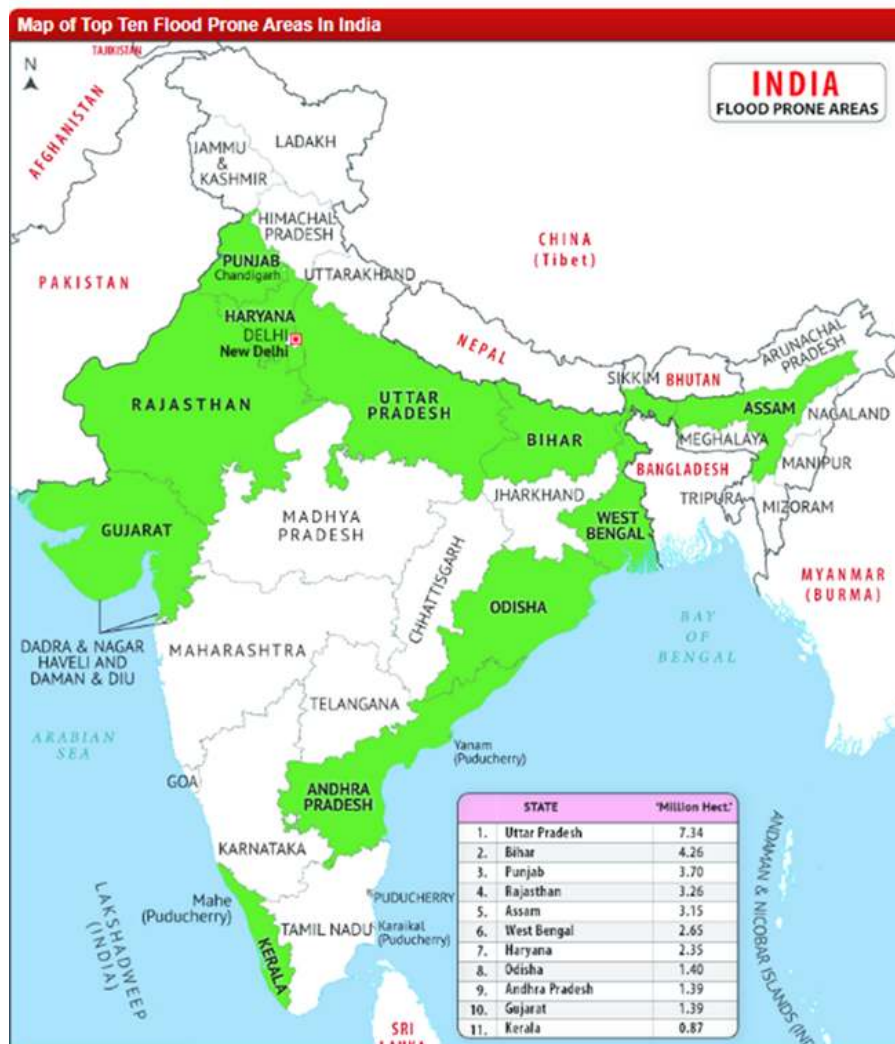 Map of Top Ten Flood Prone Areas In India
TAJIKISTAN
N
INDIA
FLOOD PRONE AREAS
AFGHANISTAN
LADAKH
JAMMU
&
KASHMIR
HIMACHAL
PRADESH
CHINA
(Tibet)
PUNJAB
Chandigarh
UTTARAKHAND
PAKISTAN
HARYANA
DELHI
New Delhi
NEPAL
ARUNACHAL
PRADESH
SIKKIM
BHUTAN
RAJASTHAN
UTTAR
PRADESH
ASSAM
NAGALAND
BIHAR
MEGHALAYA
BANGLADESH
MANIPUR
JHARKHAND
TRIPURA
MIZORAM
GUJARAT
MADHYA
PRADESH
WEST
BENGAL
CHHATTISGARH
MYANMAR
(BURMA)
ODISHA
BAY
OF
BENGAL
DADRA & NAGAR
HAVELI AND
DAMAN & DIU
MAHARASHTRA
TELANGANA
ARABIAN
SEA
Yanam
(Puducherry)
GOA
ANDHRA
PRADESH
KARNATAKA
LAKSHADWEEP
(INDIA)
Mahe
(Puducherry)
PUDUCHERRY
TAMIL NADU
Karaikal
(Puducherry)
KERALA
SRI
LANKA
ANDAMAN & NICOBAR ISLANDS (IND
STATE 'Million Hect.'
1. Uttar Pradesh 7.34
2. Bihar 4.26
3. Punjab 3.70
4. Rajasthan 3.26
5. Assam 3.15
6. West Bengal 2.65
7. Haryana 2.35
8. Odisha 1.40
9. Andhra Pradesh 1.39
10. Gujarat 1.39
11. Kerala 0.87